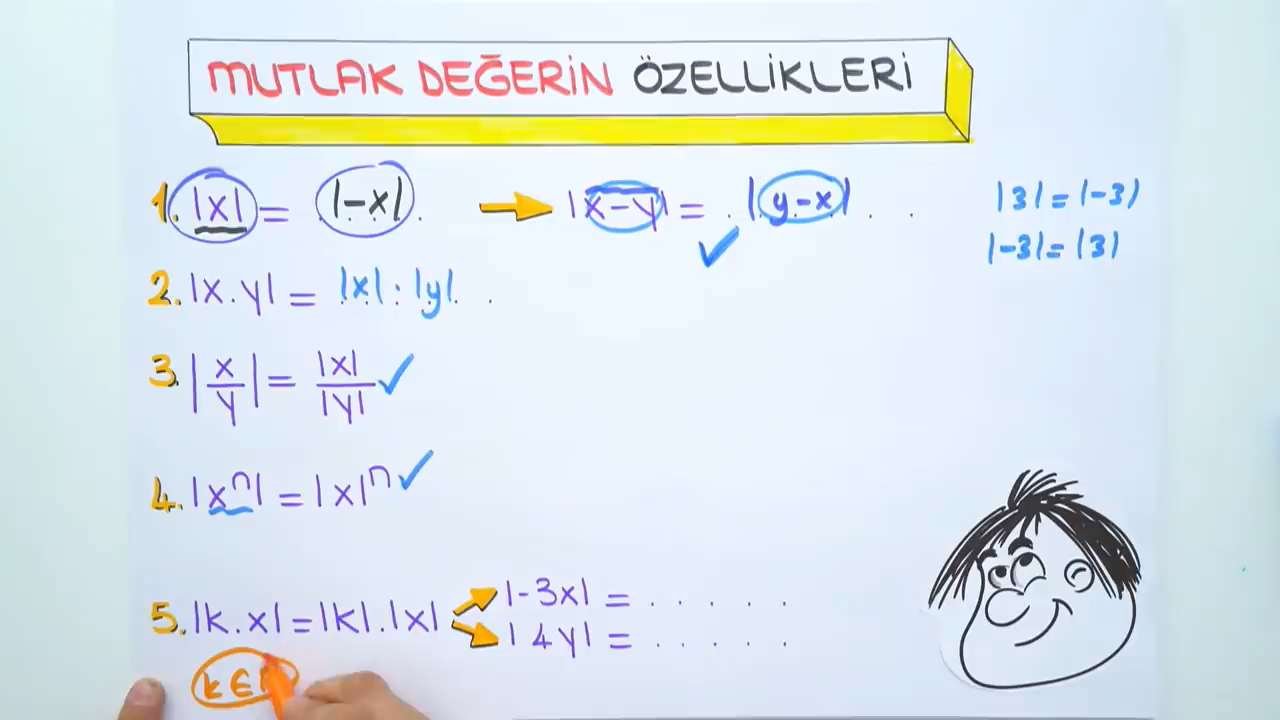 MUTLAK DEĞERİN ÖZELLİKLERİ
1. |x| = |-x| . → |x-y| = . |y-x| . .
|3| = |-3|
|-3| = |3|
2. |x.y| = |x| . |y| . .
3. |x/y| = |x|/|y| ✓
4. |xⁿ| = |x|ⁿ ✓
5. |k.x| = |k|.|x|
|-3x| = . . . . .
|4y| = . . . . .
k ∈